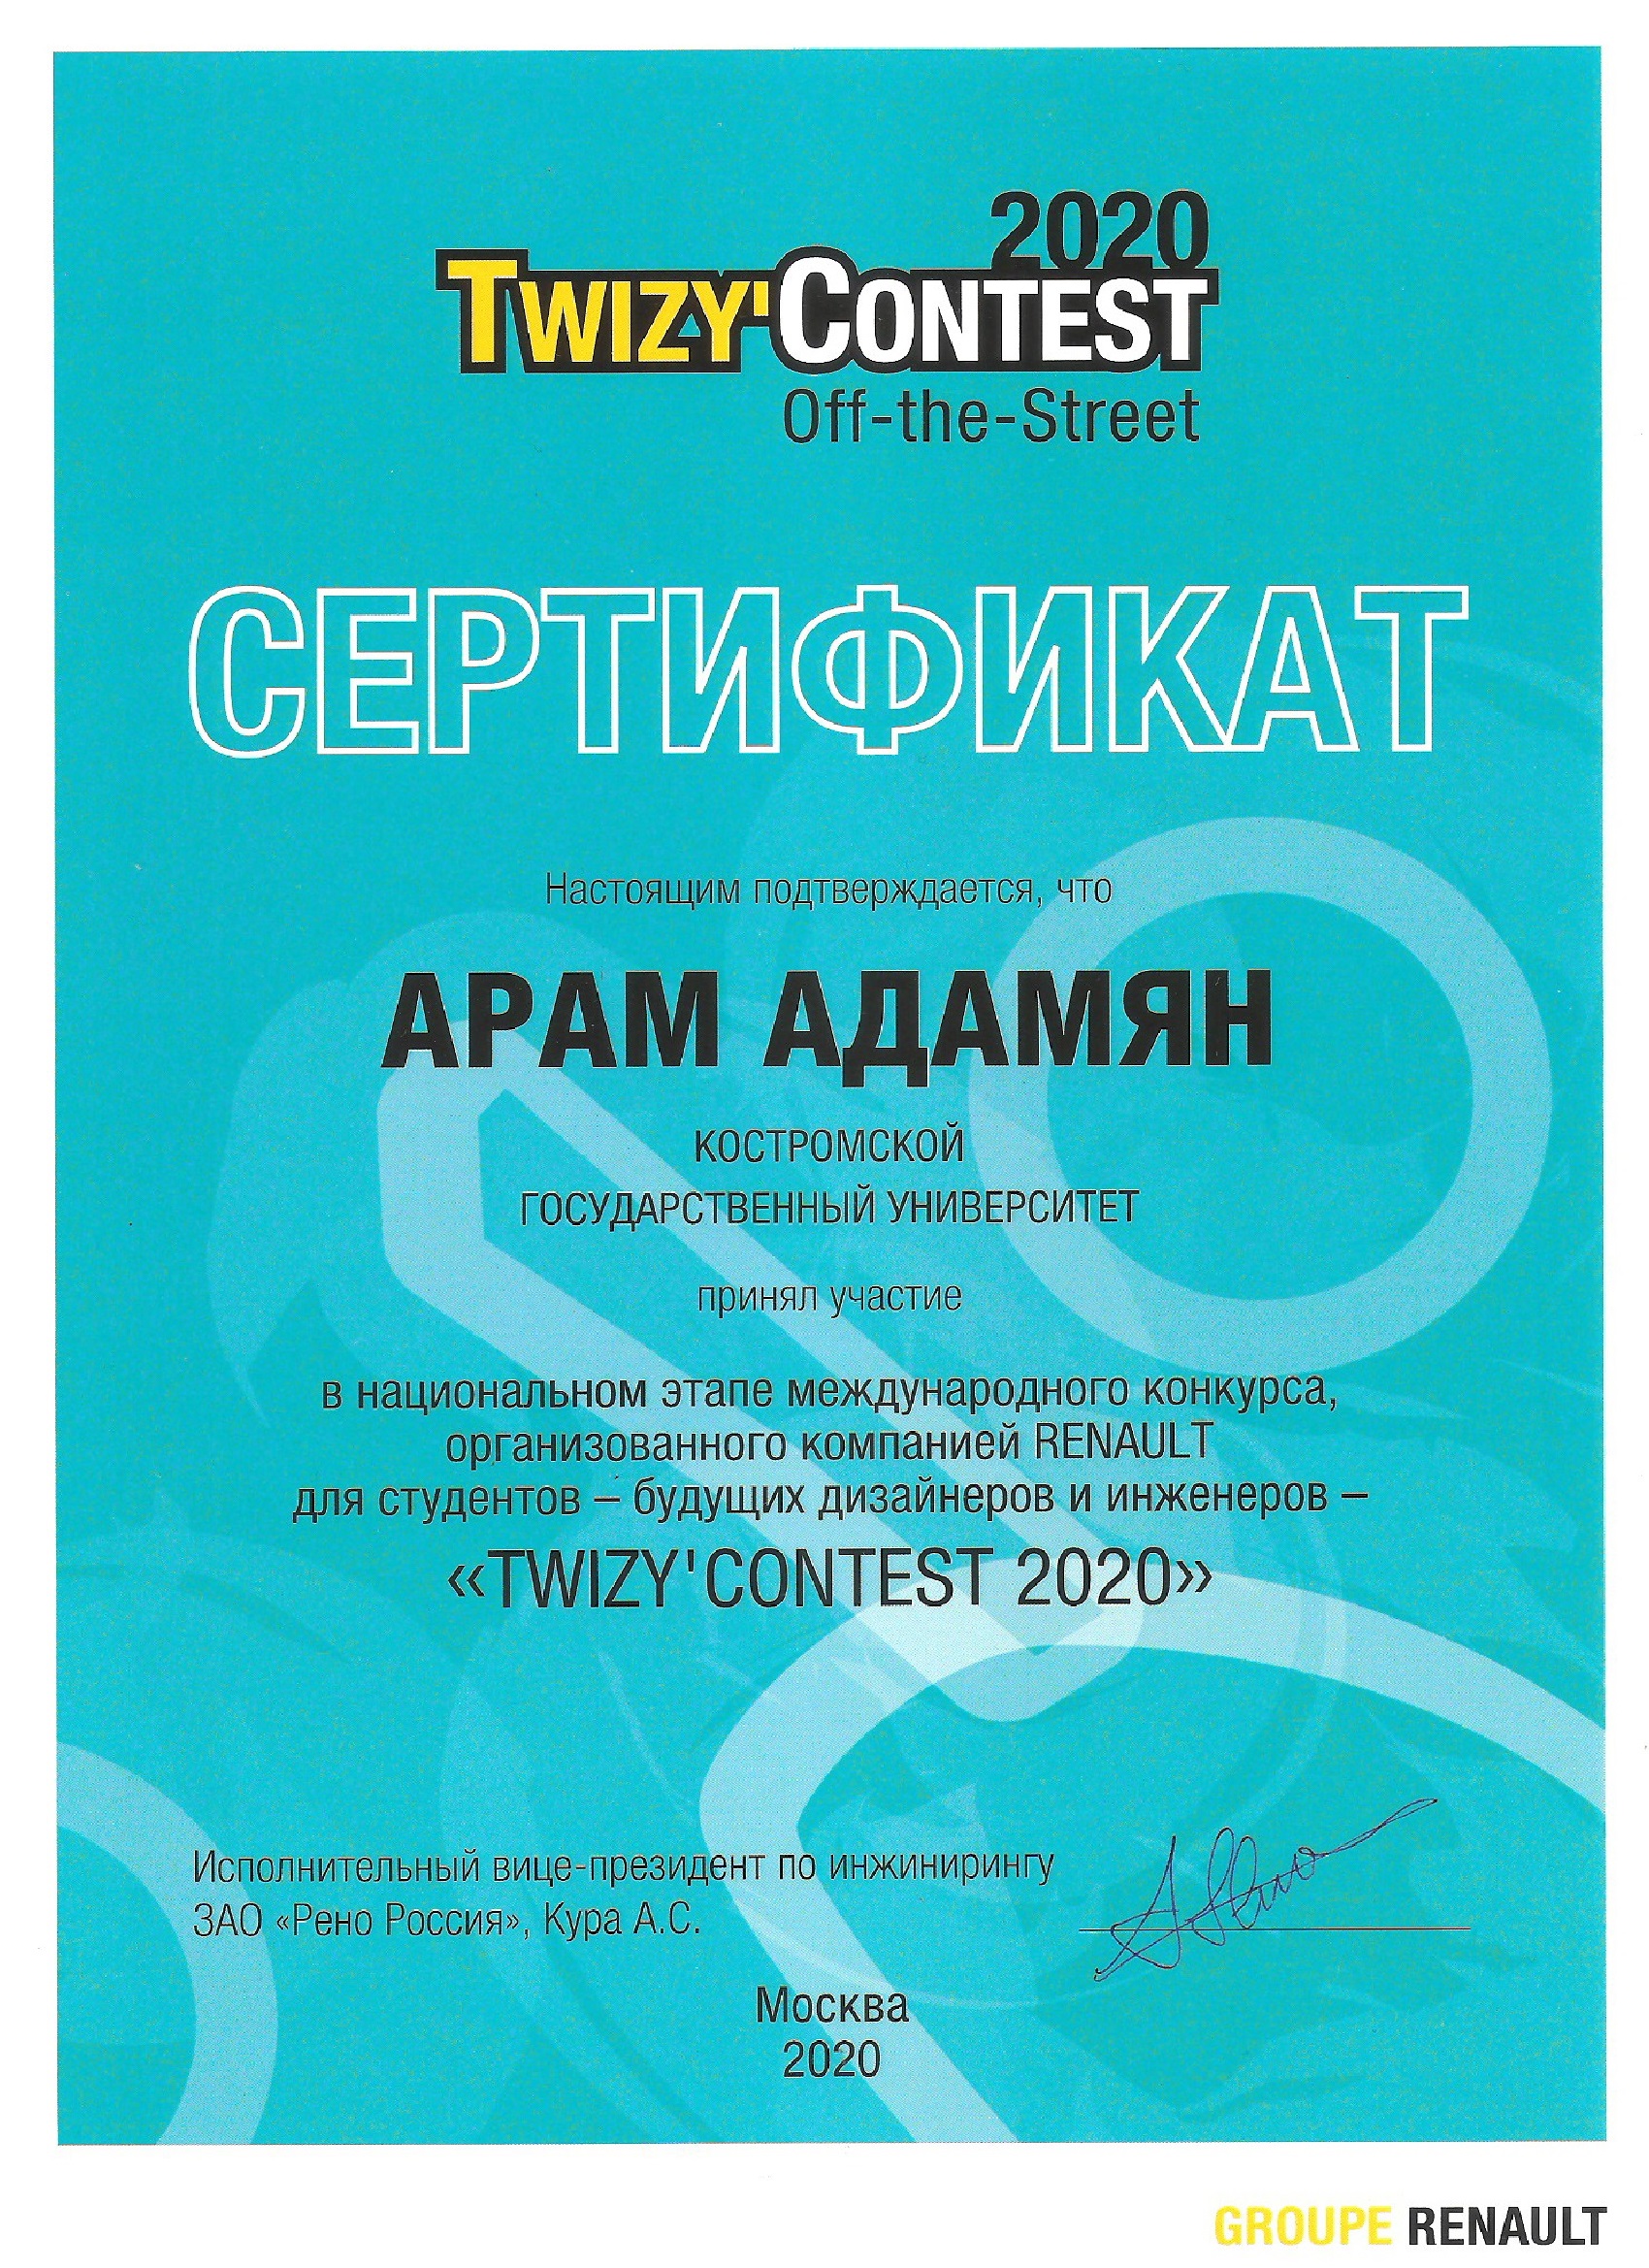 2020
TWIZY'CONTEST
Off-the-Street
СЕРТИФИКАТ
Настоящим подтверждается, что
АРАМ АДАМЯН
КОСТРОМСКОЙ
ГОСУДАРСТВЕННЫЙ УНИВЕРСИТЕТ
принял участие
в национальном этапе международного конкурса,
организованного компанией RENAULT
для студентов – будущих дизайнеров и инженеров –
«TWIZY'CONTEST 2020»
Исполнительный вице-президент по инжинирингу
ЗАО «Рено Россия», Кура А.С.
Москва
2020
GROUPE RENAULT